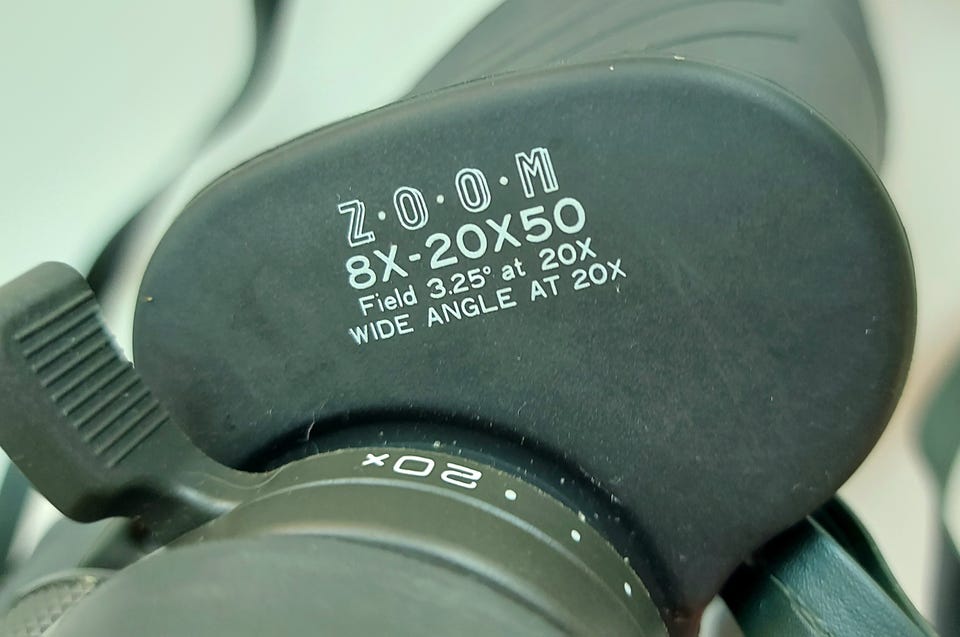 Z·O·O·M
8X-20X50
Field 3.25° at 20X
WIDE ANGLE AT 20X
20x